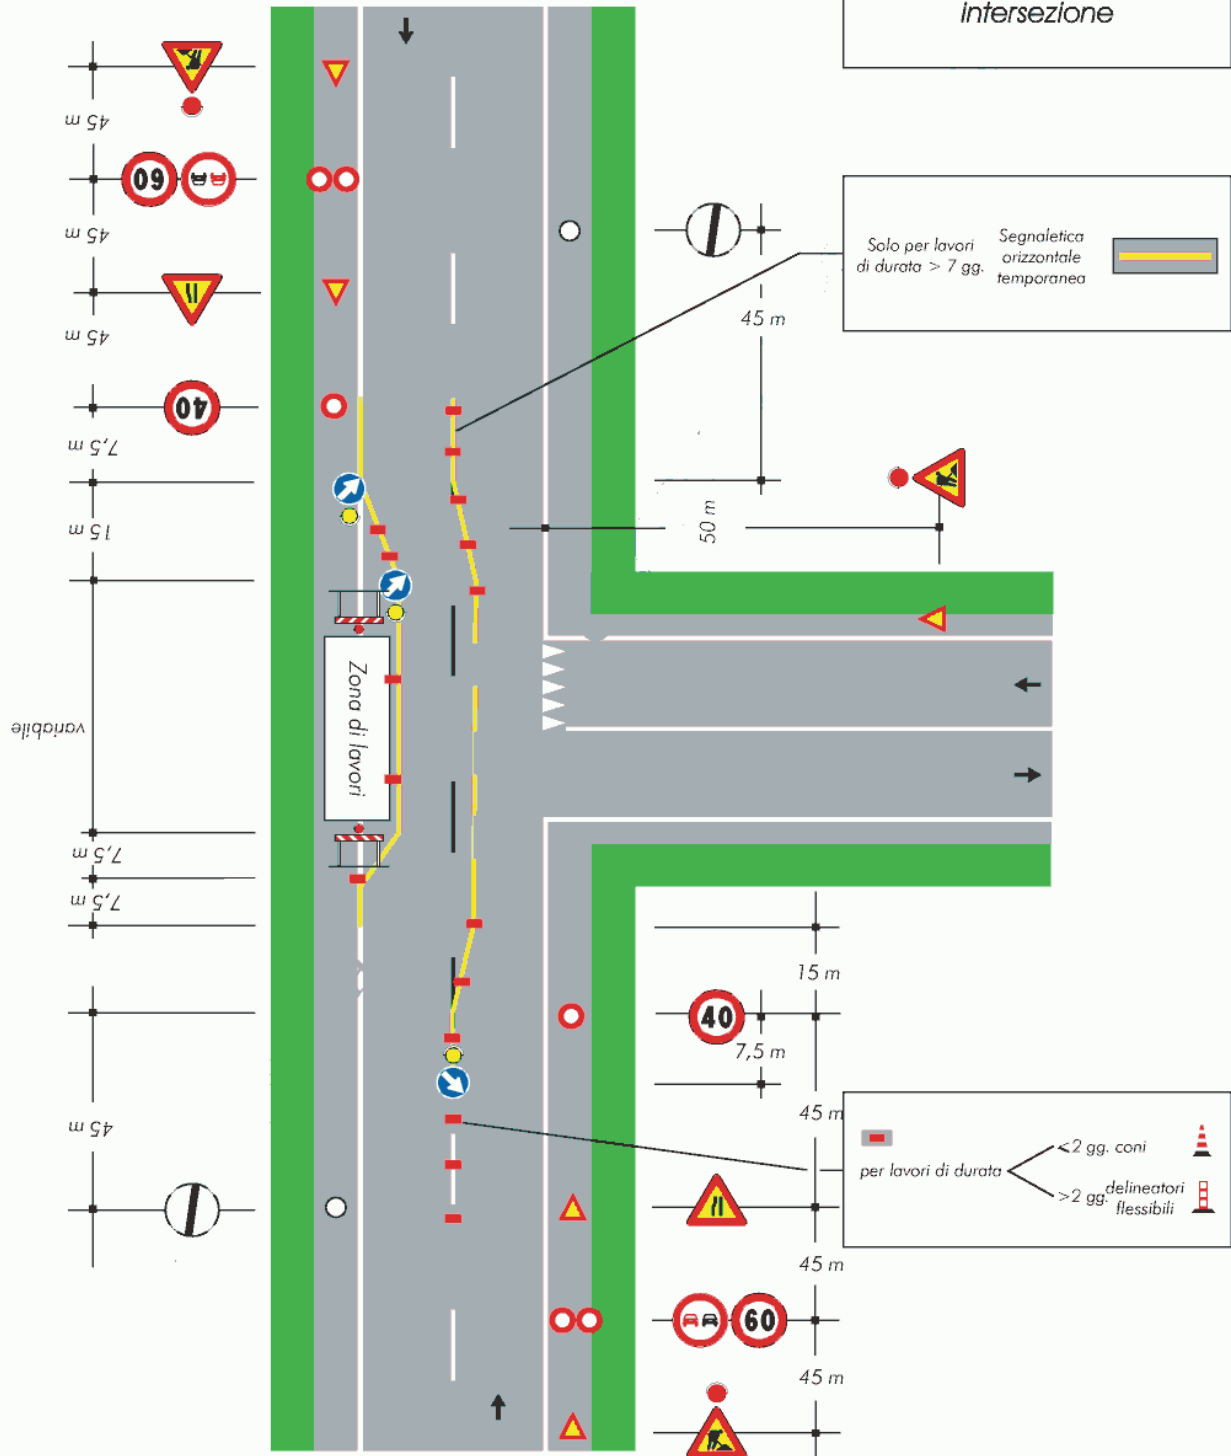 intersezione
45 m
60
45 m
45 m
40
7,5 m
15 m
variabile
7,5 m
7,5 m
45 m
Zona di lavori
Solo per lavori
di durata > 7 gg.
Segnaletica
orizzontale
temporanea
45 m
50 m
15 m
40
7,5 m
45 m
per lavori di durata
<2 gg. coni
>2 gg. delineatori
flessibili
45 m
60
45 m